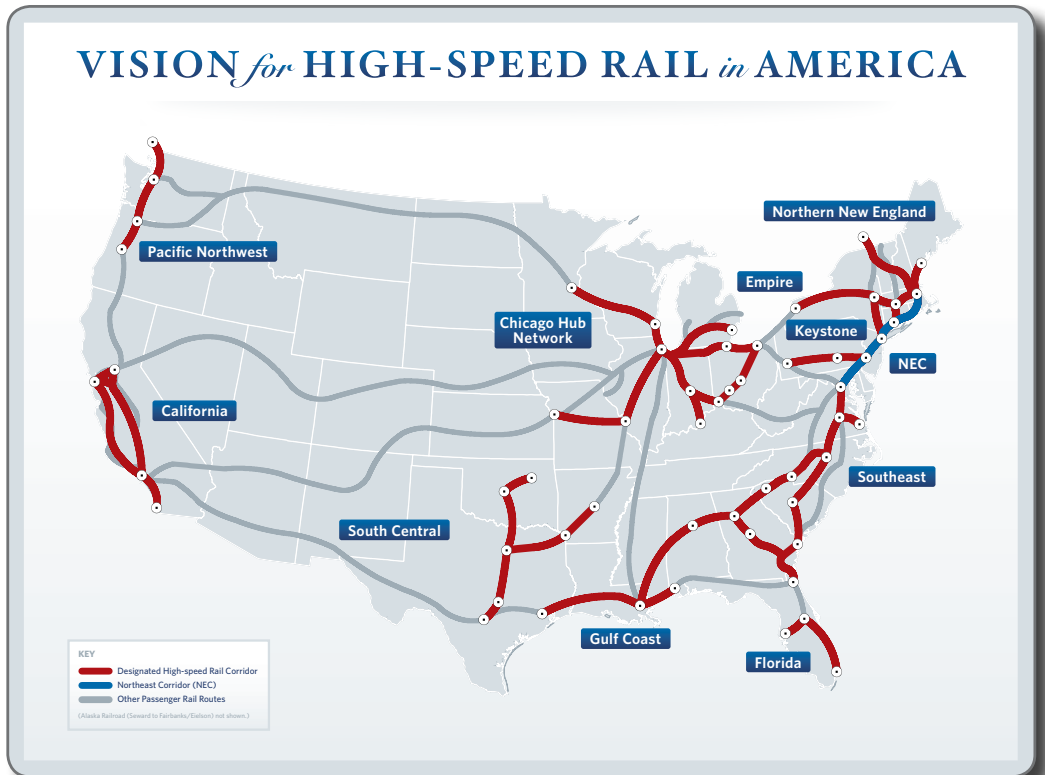 VISION for HIGH-SPEED RAIL in AMERICA
Northern New England
Pacific Northwest
Empire
Chicago Hub
Network
Keystone
NEC
California
Southeast
South Central
Gulf Coast
Florida
KEY
Designated High-speed Rail Corridor
Northeast Corridor (NEC)
Other Passenger Rail Routes
(Alaska Railroad (Seward to Fairbanks/Eielson) not shown.)